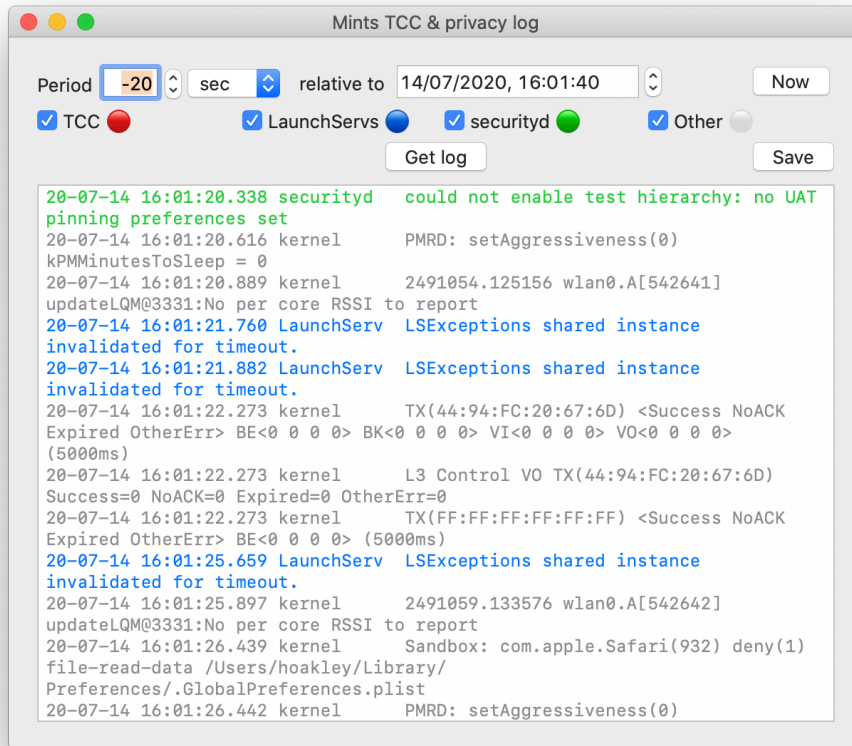 Mints TCC & privacy log
Period -20 sec relative to 14/07/2020, 16:01:40 Now
TCC LaunchServs securityd Other
Get log Save
20-07-14 16:01:20.338 securityd could not enable test hierarchy: no UAT
pinning preferences set
20-07-14 16:01:20.616 kernel PMRD: setAggressiveness(0)
kPMMinutesToSleep = 0
20-07-14 16:01:20.889 kernel 2491054.125156 wlan0.A[542641]
updateLQM@3331:No per core RSSI to report
20-07-14 16:01:21.760 LaunchServ LSExceptions shared instance
invalidated for timeout.
20-07-14 16:01:21.882 LaunchServ LSExceptions shared instance
invalidated for timeout.
20-07-14 16:01:22.273 kernel TX(44:94:FC:20:67:6D) <Success NoACK
Expired OtherErr> BE<0 0 0 0> BK<0 0 0 0> VI<0 0 0 0> VO<0 0 0 0>
(5000ms)
20-07-14 16:01:22.273 kernel L3 Control VO TX(44:94:FC:20:67:6D)
Success=0 NoACK=0 Expired=0 OtherErr=0
20-07-14 16:01:22.273 kernel TX(FF:FF:FF:FF:FF:FF) <Success NoACK
Expired OtherErr> BE<0 0 0 0> (5000ms)
20-07-14 16:01:25.659 LaunchServ LSExceptions shared instance
invalidated for timeout.
20-07-14 16:01:25.897 kernel 2491059.133576 wlan0.A[542642]
updateLQM@3331:No per core RSSI to report
20-07-14 16:01:26.439 kernel Sandbox: com.apple.Safari(932) deny(1)
file-read-data /Users/hoakley/Library/
Preferences/.GlobalPreferences.plist
20-07-14 16:01:26.442 kernel PMRD: setAggressiveness(0)